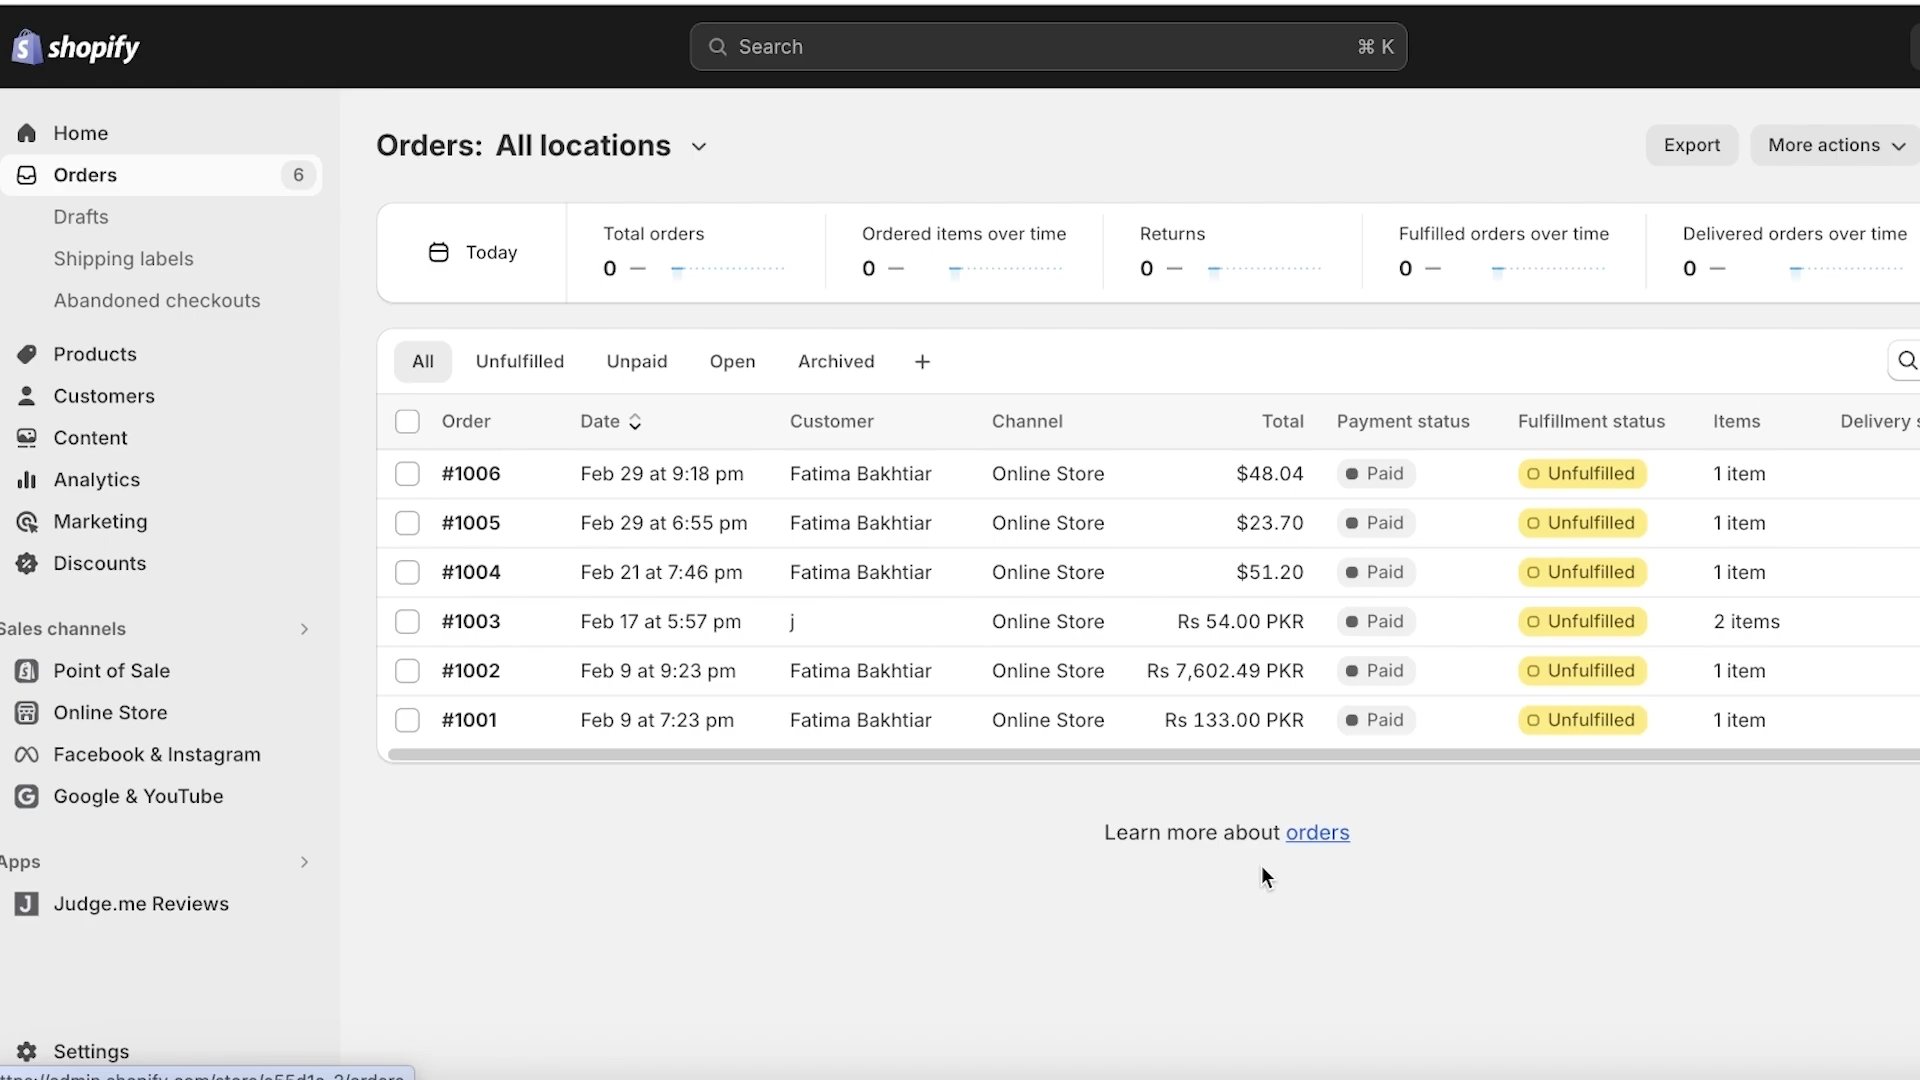 shopify
Search ⌘ K
Home
Orders 6
Drafts
Shipping labels
Abandoned checkouts
Products
Customers
Content
Analytics
Marketing
Discounts
Sales channels
Point of Sale
Online Store
Facebook & Instagram
Google & YouTube
Apps
Judge.me Reviews
Settings
Orders: All locations
Export More actions
Today
Total orders
0 —
Ordered items over time
0 —
Returns
0 —
Fulfilled orders over time
0 —
Delivered orders over time
0 —
All Unfulfilled Unpaid Open Archived +
Order Date Customer Channel Total Payment status Fulfillment status Items Delivery s
#1006 Feb 29 at 9:18 pm Fatima Bakhtiar Online Store $48.04 Paid Unfulfilled 1 item
#1005 Feb 29 at 6:55 pm Fatima Bakhtiar Online Store $23.70 Paid Unfulfilled 1 item
#1004 Feb 21 at 7:46 pm Fatima Bakhtiar Online Store $51.20 Paid Unfulfilled 1 item
#1003 Feb 17 at 5:57 pm j Online Store Rs 54.00 PKR Paid Unfulfilled 2 items
#1002 Feb 9 at 9:23 pm Fatima Bakhtiar Online Store Rs 7,602.49 PKR Paid Unfulfilled 1 item
#1001 Feb 9 at 7:23 pm Fatima Bakhtiar Online Store Rs 133.00 PKR Paid Unfulfilled 1 item
Learn more about orders